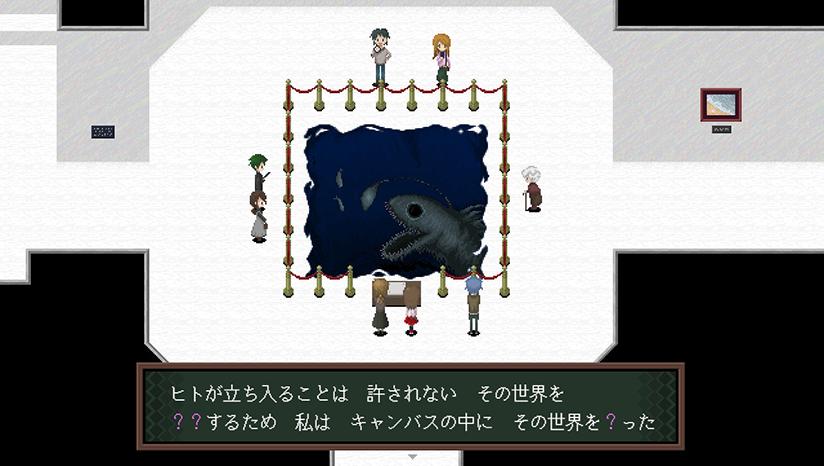 ヒトが立ち入ることは　許されない　その世界を
？？するため　私は　キャンバスの中に　その世界を？った